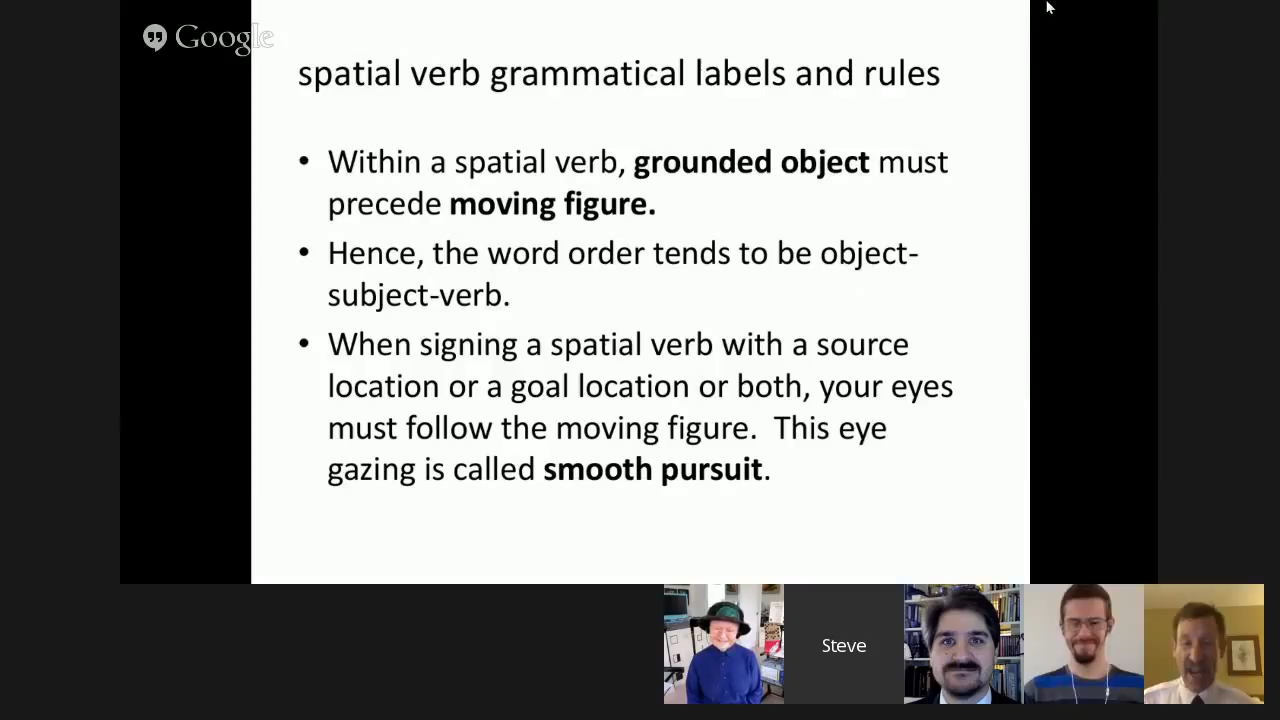 Google
spatial verb grammatical labels and rules
• Within a spatial verb, grounded object must
precede moving figure.
• Hence, the word order tends to be object-
subject-verb.
• When signing a spatial verb with a source
location or a goal location or both, your eyes
must follow the moving figure.  This eye
gazing is called smooth pursuit.
Steve